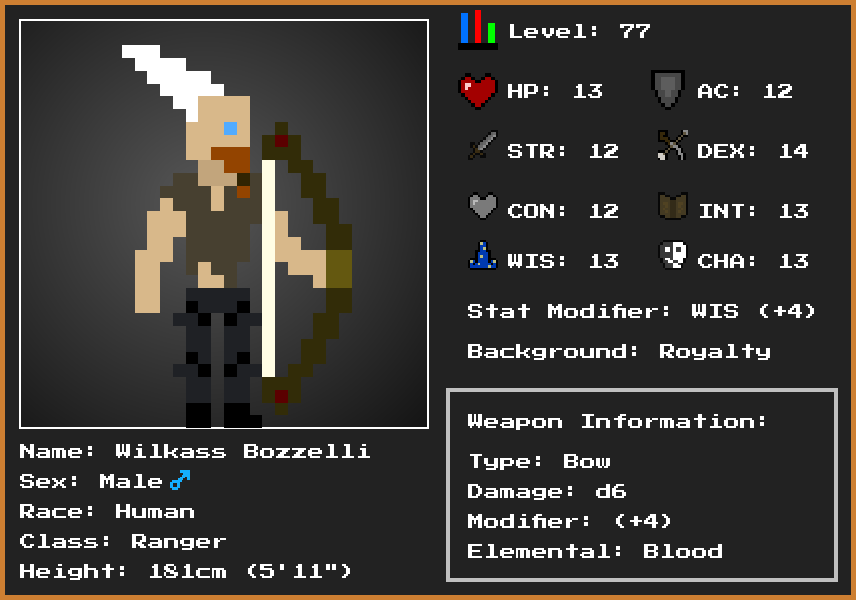 Level: 77
HP: 13 AC: 12
STR: 12 DEX: 14
CON: 12 INT: 13
WIS: 13 CHA: 13
Stat Modifier: WIS (+4)
Background: Royalty
Weapon Information:
Type: Bow
Damage: d6
Modifier: (+4)
Elemental: Blood
Name: Wilkass Bozzelli
Sex: Male ♂
Race: Human
Class: Ranger
Height: 181cm (5'11")